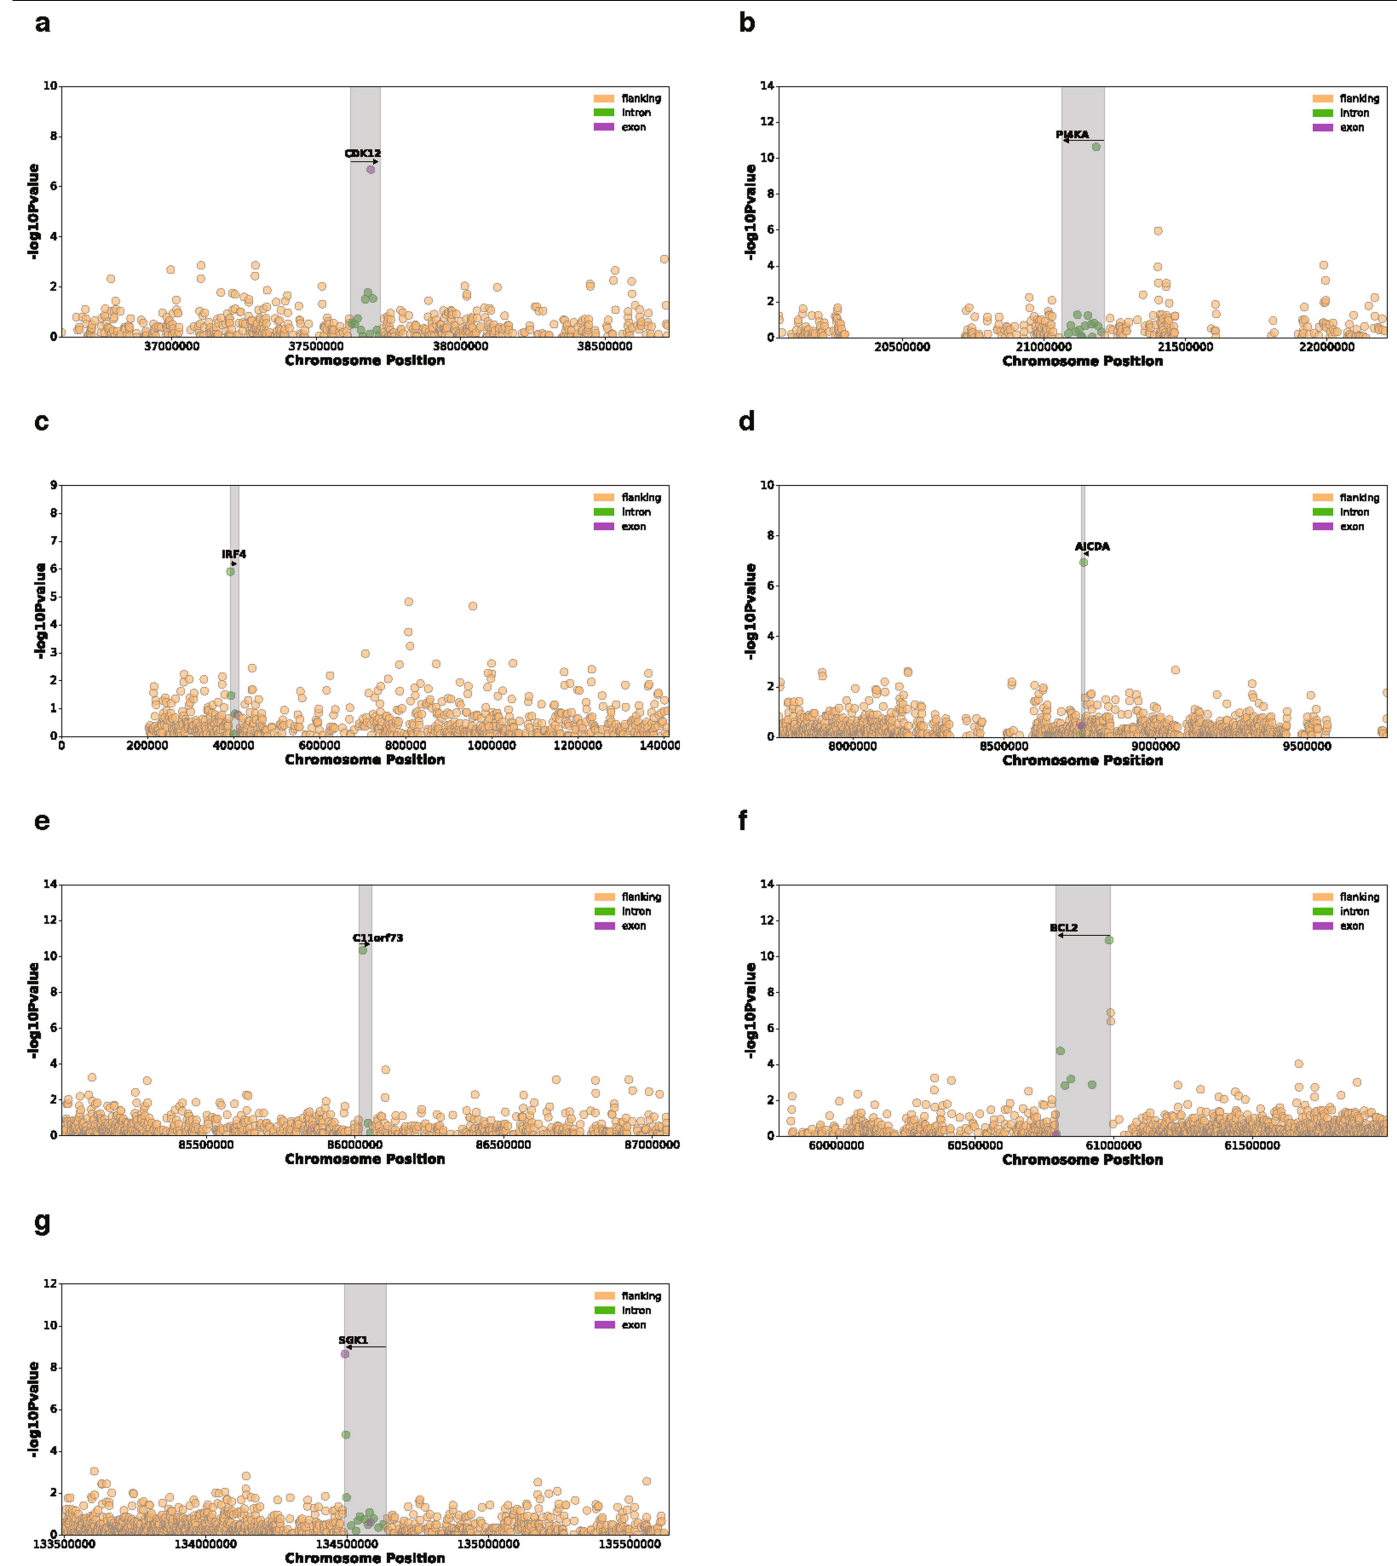 a
10
8
6
4
2
0
-log10Pvalue
flanking
intron
exon
CDK12
37000000 37500000 38000000 38500000
Chromosome Position
b
14
12
10
8
6
4
2
0
-log10Pvalue
flanking
intron
exon
PI4KA
20500000 21000000 21500000 22000000
Chromosome Position
c
9
8
7
6
5
4
3
2
1
0
-log10Pvalue
flanking
intron
exon
IRF4
0 200000 400000 600000 800000 1000000 1200000 140000
Chromosome Position
d
10
8
6
4
2
0
-log10Pvalue
flanking
intron
exon
AICDA
8000000 8500000 9000000 9500000
Chromosome Position
e
14
12
10
8
6
4
2
0
-log10Pvalue
flanking
intron
exon
C11orf73
85500000 86000000 86500000 87000000
Chromosome Position
f
14
12
10
8
6
4
2
0
-log10Pvalue
flanking
intron
exon
BCL2
60000000 60500000 61000000 61500000
Chromosome Position
g
12
10
8
6
4
2
0
-log10Pvalue
flanking
intron
exon
SGK1
133500000 134000000 134500000 135000000 135500000
Chromosome Position